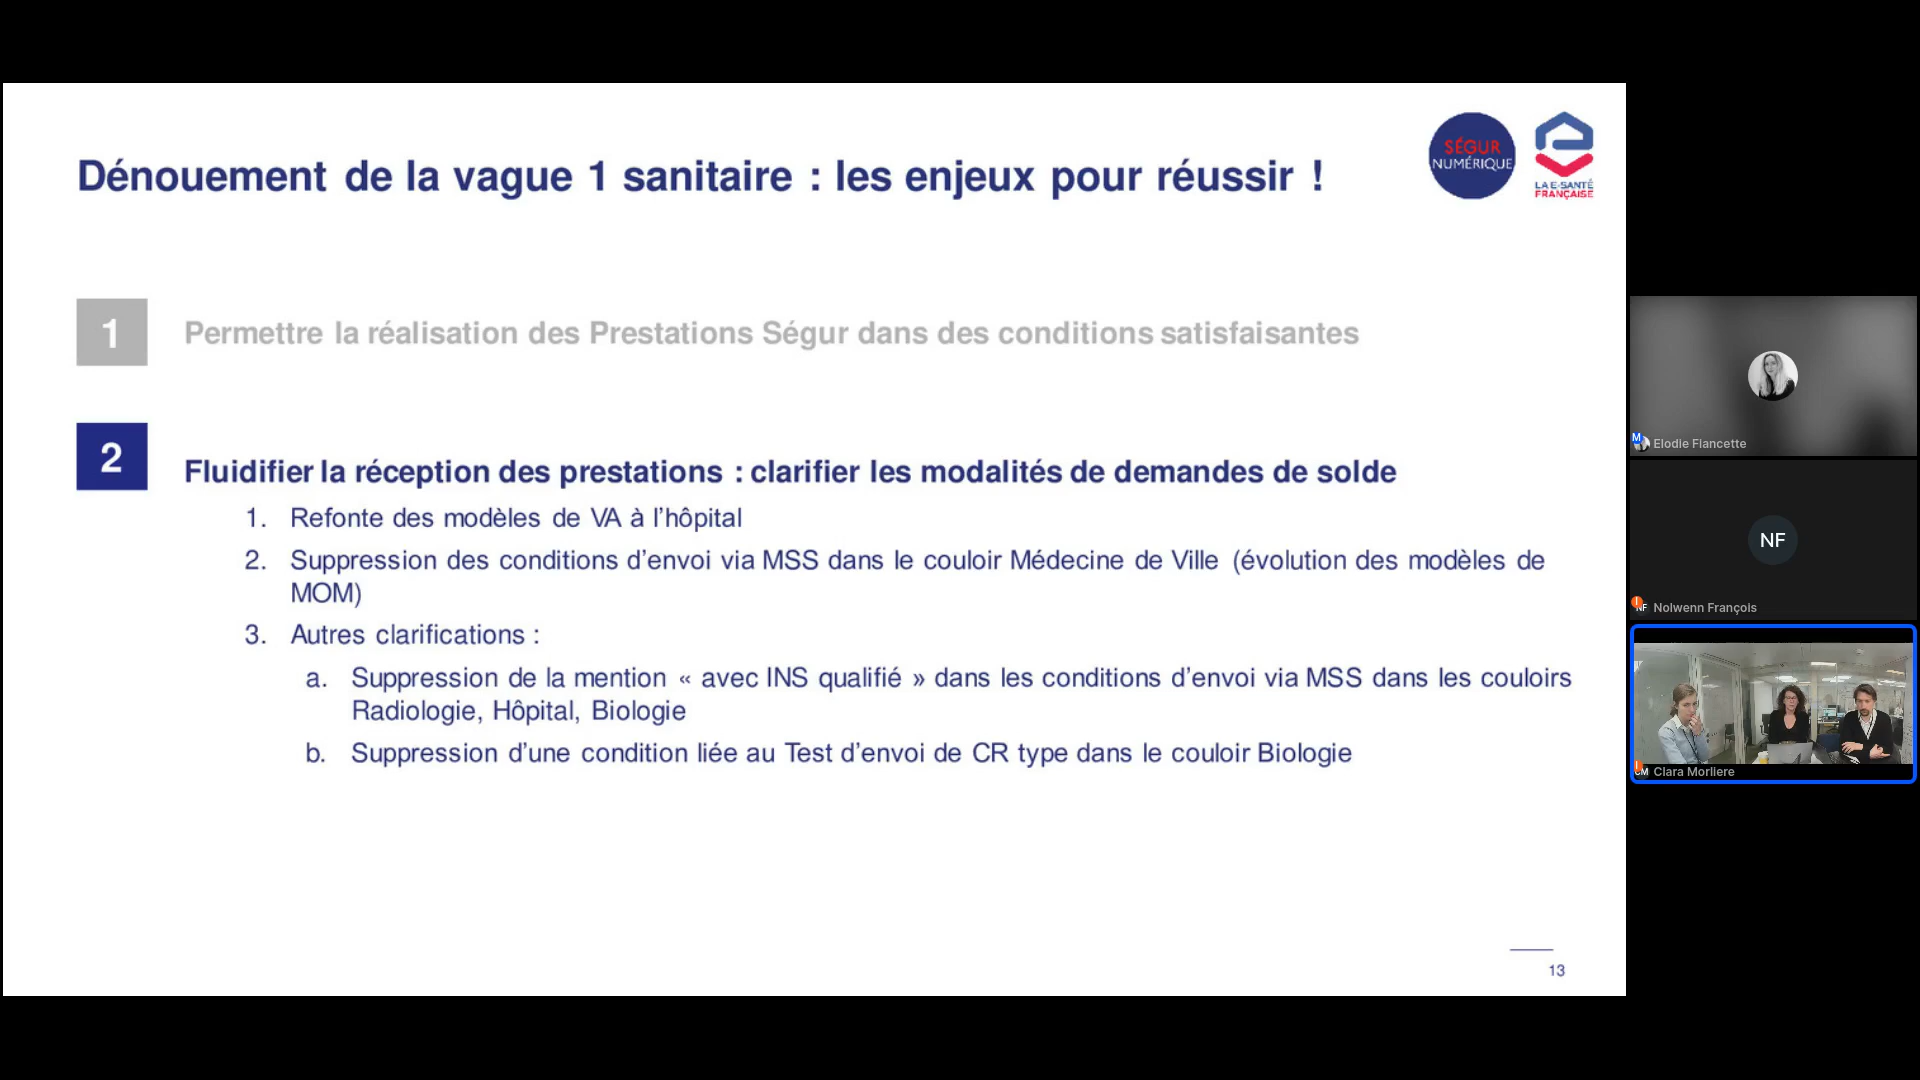 Dénouement de la vague 1 sanitaire : les enjeux pour réussir !
SÉGUR
NUMÉRIQUE
LA E-SANTÉ
FRANÇAISE
1
Permettre la réalisation des Prestations Ségur dans des conditions satisfaisantes
2
Fluidifier la réception des prestations : clarifier les modalités de demandes de solde
1. Refonte des modèles de VA à l’hôpital
2. Suppression des conditions d’envoi via MSS dans le couloir Médecine de Ville (évolution des modèles de
MOM)
3. Autres clarifications :
a. Suppression de la mention « avec INS qualifié » dans les conditions d’envoi via MSS dans les couloirs
Radiologie, Hôpital, Biologie
b. Suppression d’une condition liée au Test d’envoi de CR type dans le couloir Biologie
13
M
Elodie Flancette
NF
NF
Nolwenn François
CM
Clara Morliere